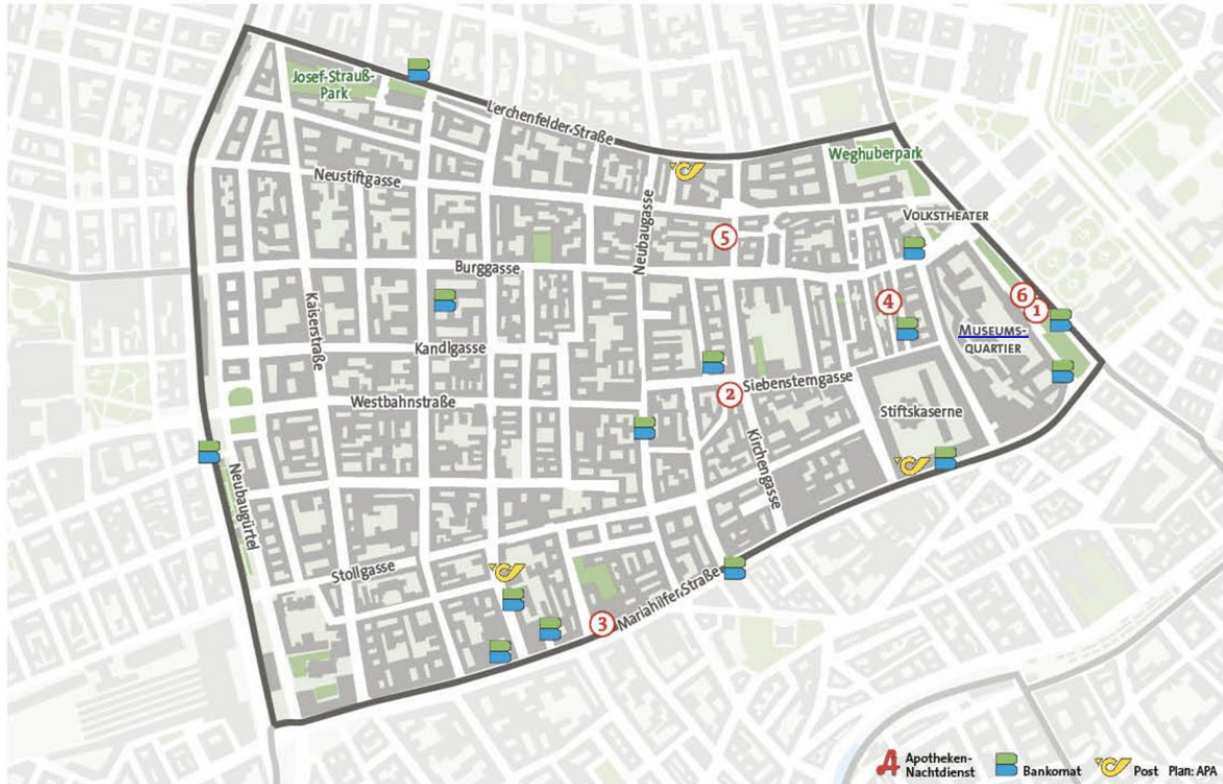 Josef-Strauß-
Park
Lerchenfelder Straße
Weghuberpark
Neustiftgasse
Neubaugasse
VOLKSTHEATER
5
Burggasse
6
1
4
Kaiserstraße
MUSEUMS-
QUARTIER
Kandlgasse
Siebensterngasse
2
Westbahnstraße
Stiftskaserne
Kirchengasse
Neubaugürtel
Stollgasse
Mariahilfer Straße
3
Apotheken-
Nachtdienst
Bankomat
Post
Plan: APA